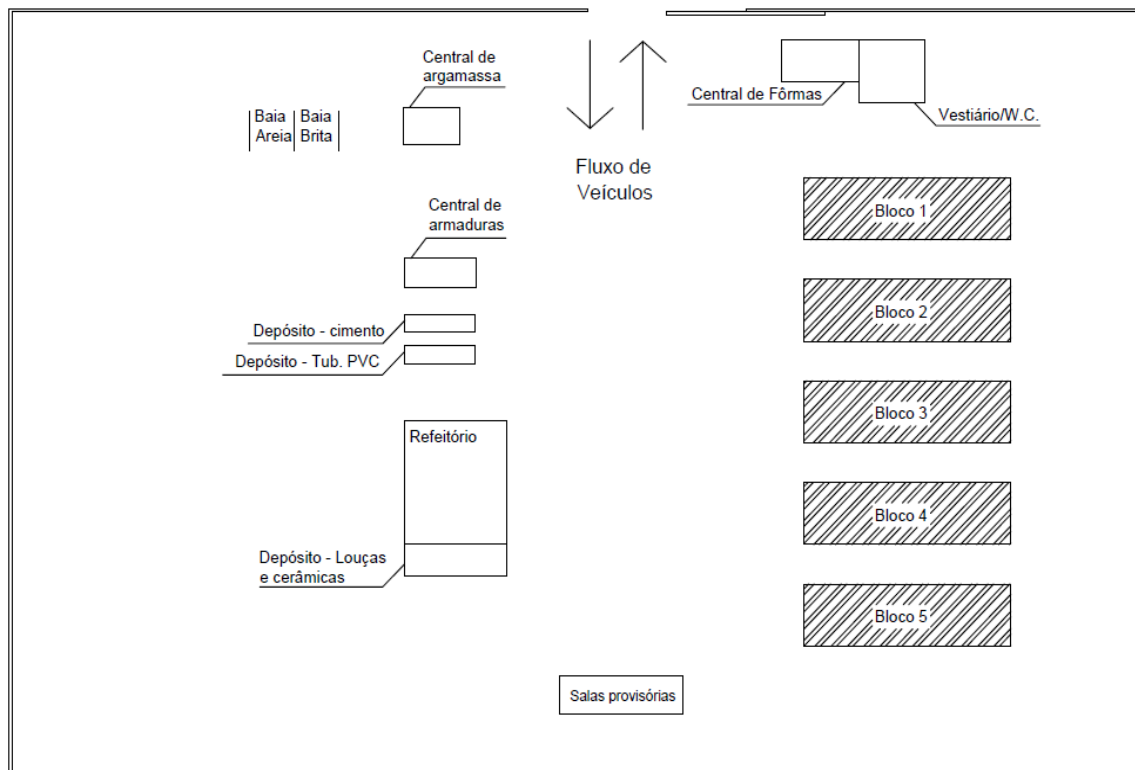 Central de
argamassa
Baia
Areia
Baia
Brita
Central de Fôrmas
Vestiário/W.C.
Fluxo de
Veículos
Central de
armaduras
Bloco 1
Bloco 2
Depósito - cimento
Depósito - Tub. PVC
Bloco 3
Refeitório
Bloco 4
Depósito - Louças
e cerâmicas
Bloco 5
Salas provisórias